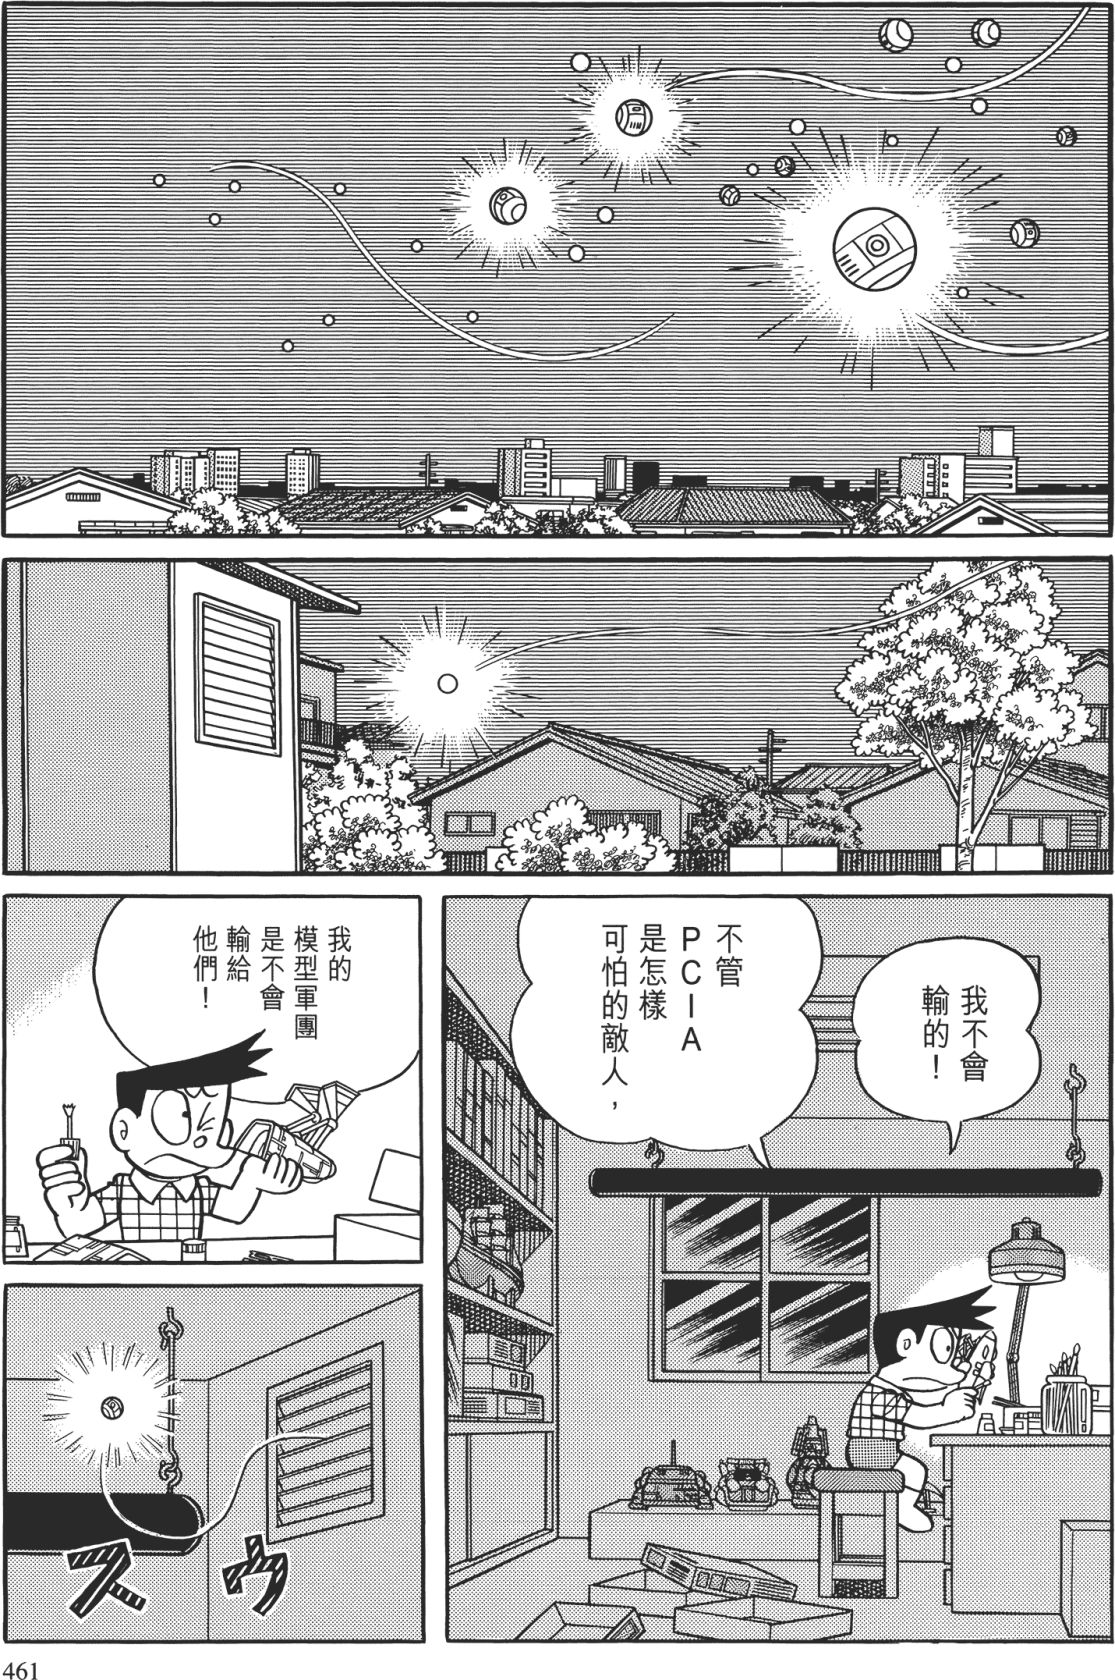 我不會
輸的！
不管
PCIA
是怎樣
可怕的敵人，
我的
模型軍團
是不會
輸給
他們！
スウ
461